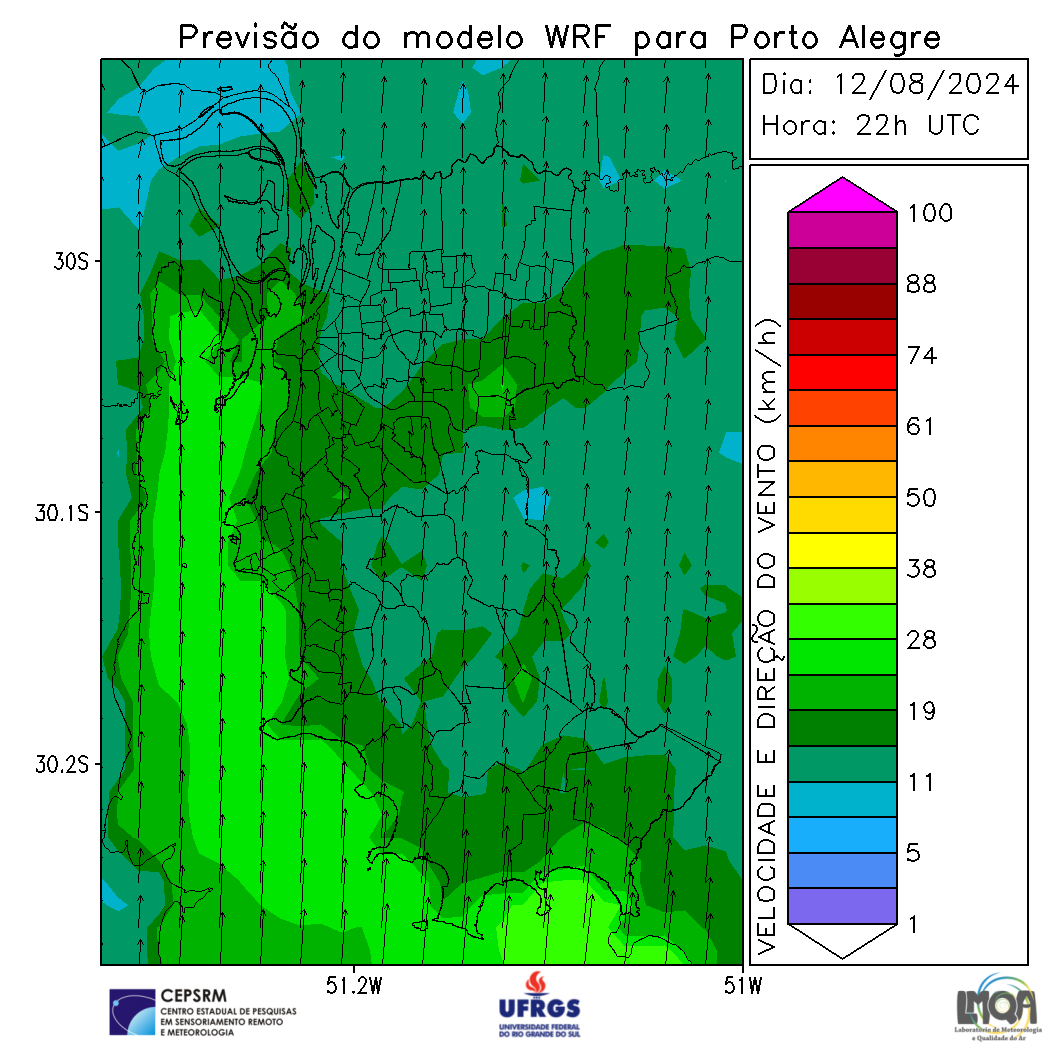 Previsão do modelo WRF para Porto Alegre
Dia: 12/08/2024
Hora: 22h UTC
30S
30.1S
30.2S
51.2W
51W
VELOCIDADE E DIREÇÃO DO VENTO (km/h)
100
88
74
61
50
38
28
19
11
5
1
CEPSRM
CENTRO ESTADUAL DE PESQUISAS
EM SENSORIAMENTO REMOTO
E METEOROLOGIA
UFRGS
UNIVERSIDADE FEDERAL
DO RIO GRANDE DO SUL
LMQA
Laboratório de Meteorologia
e Qualidade do Ar